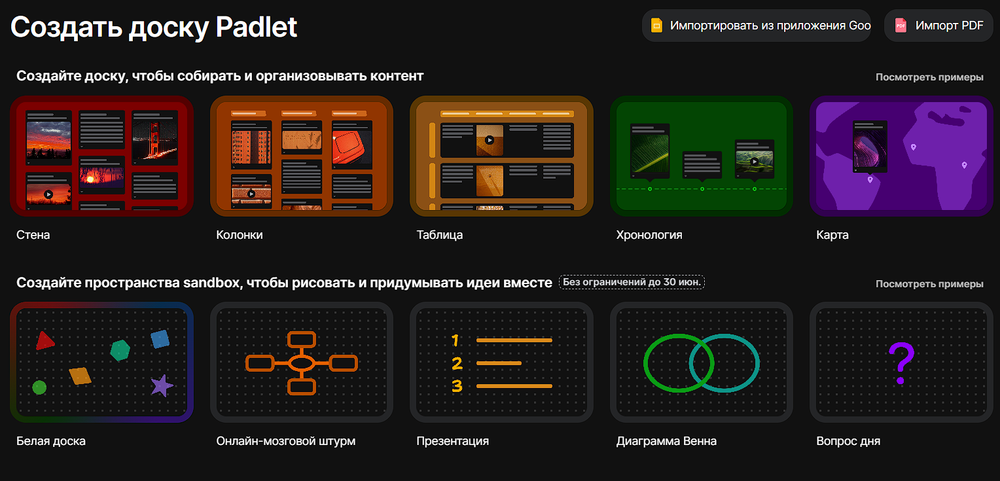 Создать доску Padlet
Импортировать из приложения Goo
PDF
Импорт PDF
Создайте доску, чтобы собирать и организовывать контент
Посмотреть примеры
Стена
Колонки
Таблица
Хронология
Карта
Создайте пространства sandbox, чтобы рисовать и придумывать идеи вместе
Без ограничений до 30 июн.
Посмотреть примеры
1
2
3
?
Белая доска
Онлайн-мозговой штурм
Презентация
Диаграмма Венна
Вопрос дня